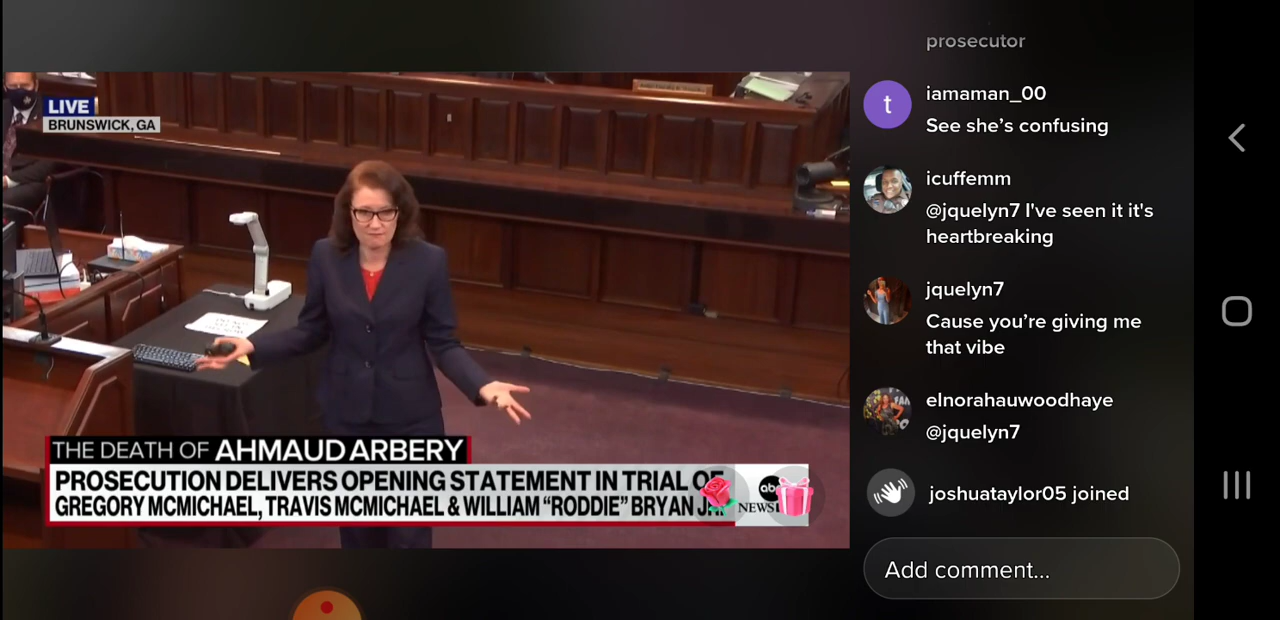 LIVE
BRUNSWICK, GA
THE DEATH OF AHMAUD ARBERY
PROSECUTION DELIVERS OPENING STATEMENT IN TRIAL OF
GREGORY MCMICHAEL, TRAVIS MCMICHAEL & WILLIAM “RODDIE” BRYAN JR.
abc
NEWS
prosecutor
t
iamaman_00
See she’s confusing
icuffemm
@jquelyn7 I've seen it it's
heartbreaking
jquelyn7
Cause you’re giving me
that vibe
elnorahauwoodhaye
@jquelyn7
joshuataylor05 joined
Add comment...